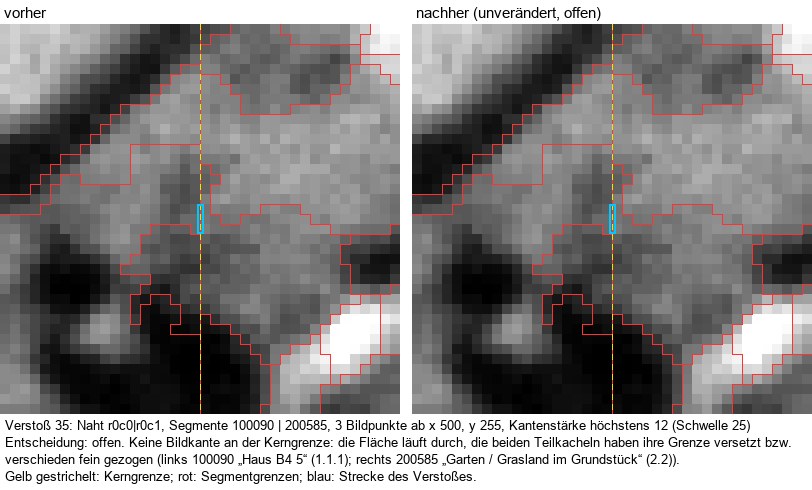 vorher
nachher (unverändert, offen)
Verstoß 35: Naht r0c0|r0c1, Segmente 100090 | 200585, 3 Bildpunkte ab x 500, y 255, Kantenstärke höchstens 12 (Schwelle 25)
Entscheidung: offen. Keine Bildkante an der Kerngrenze: die Fläche läuft durch, die beiden Teilkacheln haben ihre Grenze versetzt bzw.
verschieden fein gezogen (links 100090 „Haus B4 5“ (1.1.1); rechts 200585 „Garten / Grasland im Grundstück“ (2.2)).
Gelb gestrichelt: Kerngrenze; rot: Segmentgrenzen; blau: Strecke des Verstoßes.